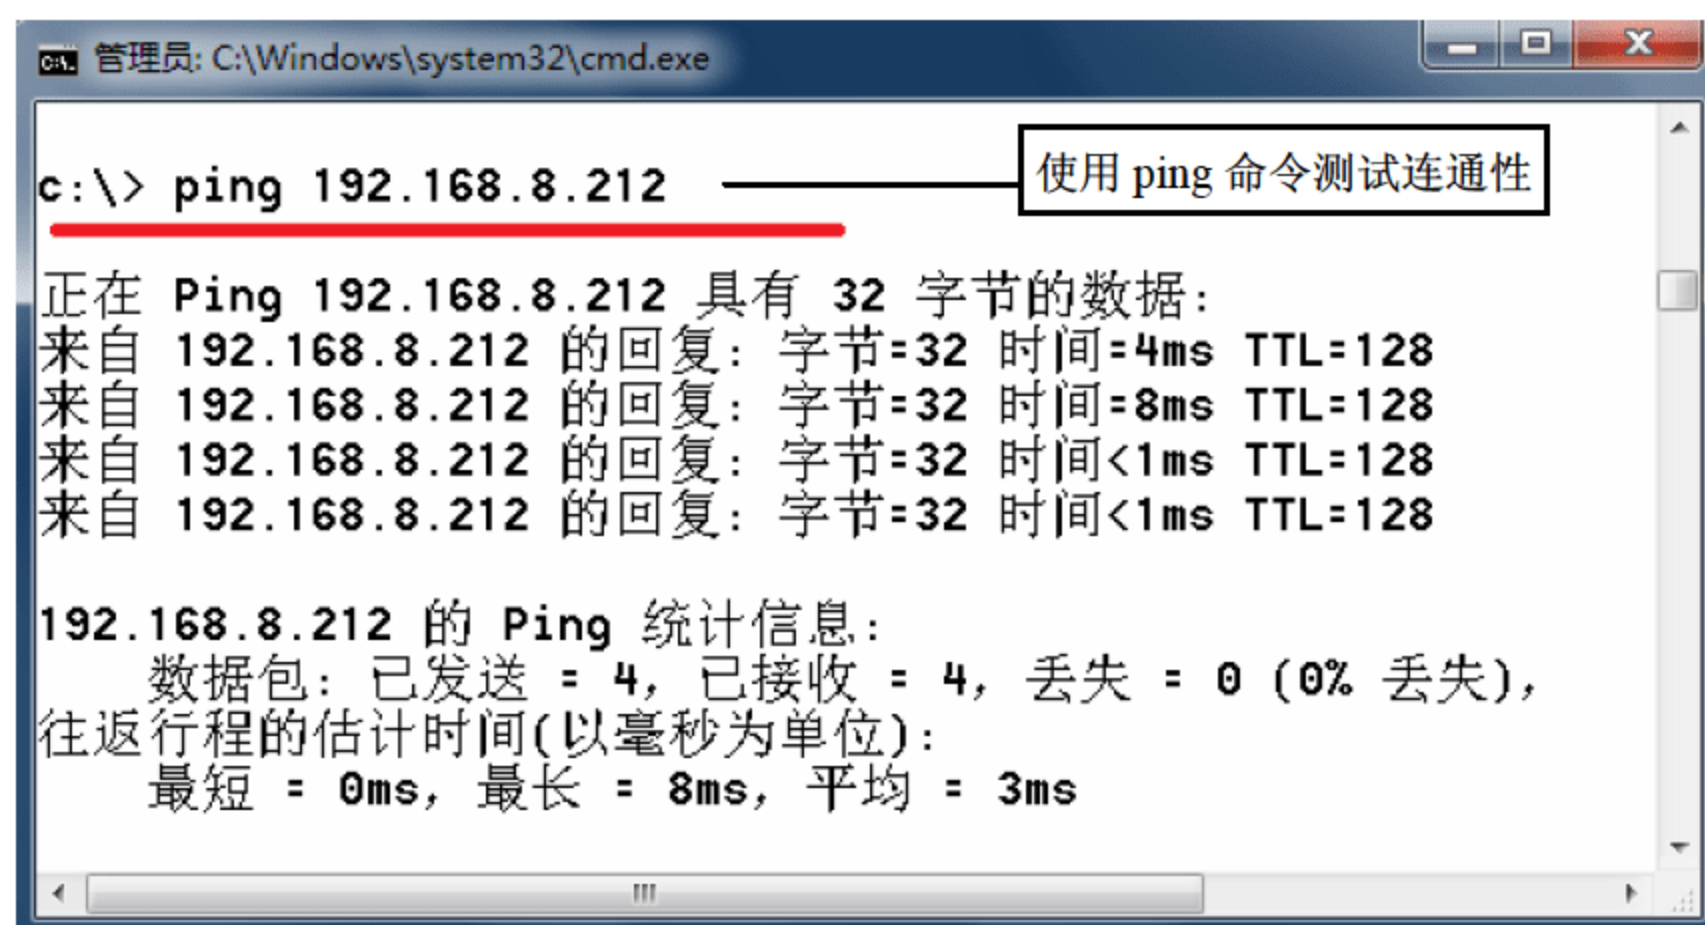 管理员: C:\Windows\system32\cmd.exe
c:\> ping 192.168.8.212
使用 ping 命令测试连通性
正在 Ping 192.168.8.212 具有 32 字节的数据:
来自 192.168.8.212 的回复: 字节=32 时间=4ms TTL=128
来自 192.168.8.212 的回复: 字节=32 时间=8ms TTL=128
来自 192.168.8.212 的回复: 字节=32 时间<1ms TTL=128
来自 192.168.8.212 的回复: 字节=32 时间<1ms TTL=128
192.168.8.212 的 Ping 统计信息:
数据包: 已发送 = 4, 已接收 = 4, 丢失 = 0 (0% 丢失),
往返行程的估计时间(以毫秒为单位):
最短 = 0ms, 最长 = 8ms, 平均 = 3ms